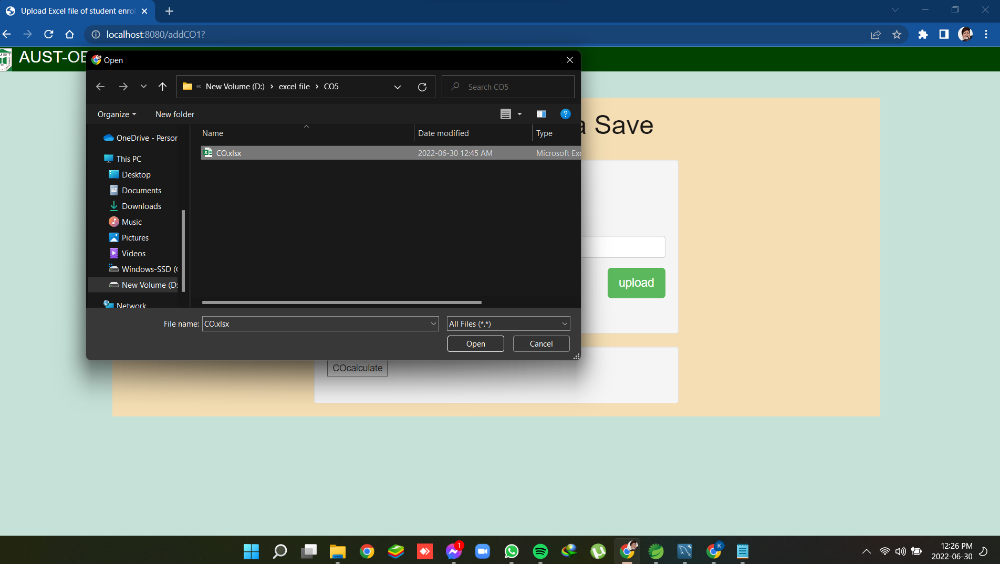 Upload Excel file of student enrol
localhost:8080/addCO1?
AUST-OB
Open
New Volume (D:) › excel file › CO5
Search CO5
Organize
New folder
a Save
Name
Date modified
Type
OneDrive - Person
CO.xlsx
2022-06-30 12:45 AM
Microsoft Exc
This PC
Desktop
Documents
Downloads
Music
Pictures
Videos
Windows-SSD (C
New Volume (D:
Network
upload
File name: CO.xlsx
All Files (*.*)
Open
Cancel
COcalculate
1
K
12:26 PM
2022-06-30